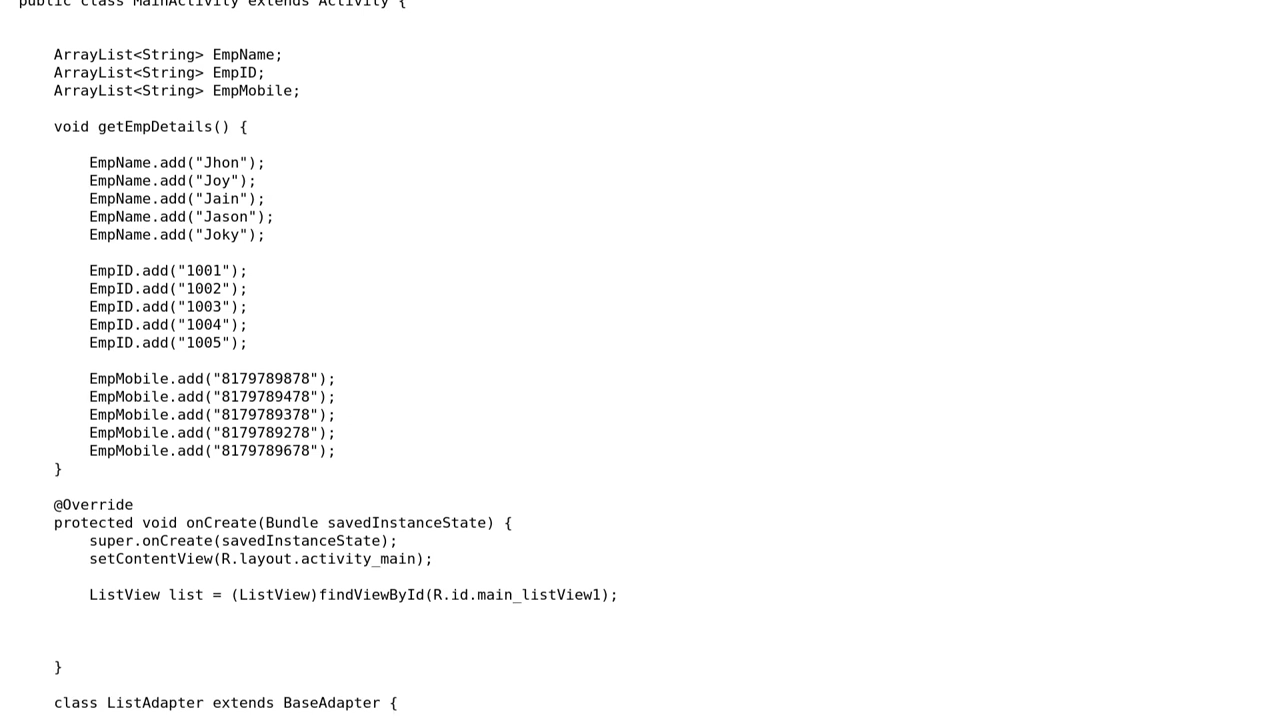 public class MainActivity extends Activity {
ArrayList<String> EmpName;
ArrayList<String> EmpID;
ArrayList<String> EmpMobile;
void getEmpDetails() {
EmpName.add("Jhon");
EmpName.add("Joy");
EmpName.add("Jain");
EmpName.add("Jason");
EmpName.add("Joky");
EmpID.add("1001");
EmpID.add("1002");
EmpID.add("1003");
EmpID.add("1004");
EmpID.add("1005");
EmpMobile.add("8179789878");
EmpMobile.add("8179789478");
EmpMobile.add("8179789378");
EmpMobile.add("8179789278");
EmpMobile.add("8179789678");
}
@Override
protected void onCreate(Bundle savedInstanceState) {
super.onCreate(savedInstanceState);
setContentView(R.layout.activity_main);
ListView list = (ListView)findViewById(R.id.main_listView1);
}
class ListAdapter extends BaseAdapter {